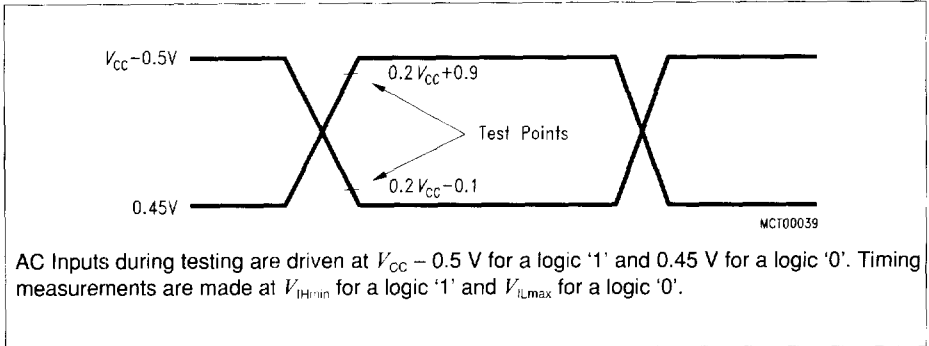 V_CC−0.5V
0.2 V_CC+0.9
Test Points
0.2 V_CC−0.1
0.45V
MCT00039
AC Inputs during testing are driven at V_CC − 0.5 V for a logic ‘1’ and 0.45 V for a logic ‘0’. Timing
measurements are made at V_IHmin for a logic ‘1’ and V_ILmax for a logic ‘0’.